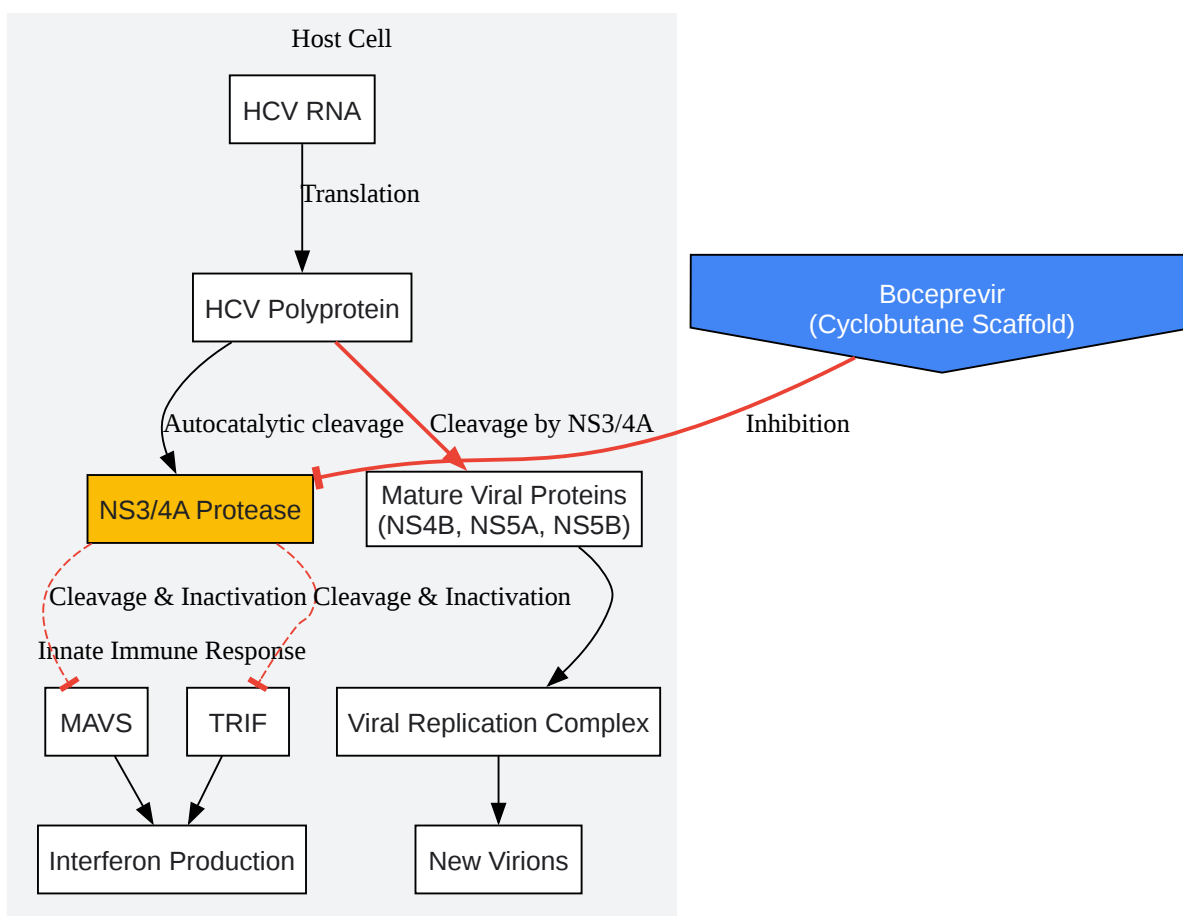 Host Cell
HCV RNA
Translation
HCV Polyprotein
Boceprevir
(Cyclobutane Scaffold)
Autocatalytic cleavage
Cleavage by NS3/4A
Inhibition
NS3/4A Protease
Mature Viral Proteins
(NS4B, NS5A, NS5B)
Cleavage & Inactivation
Cleavage & Inactivation
Innate Immune Response
MAVS
TRIF
Viral Replication Complex
Interferon Production
New Virions